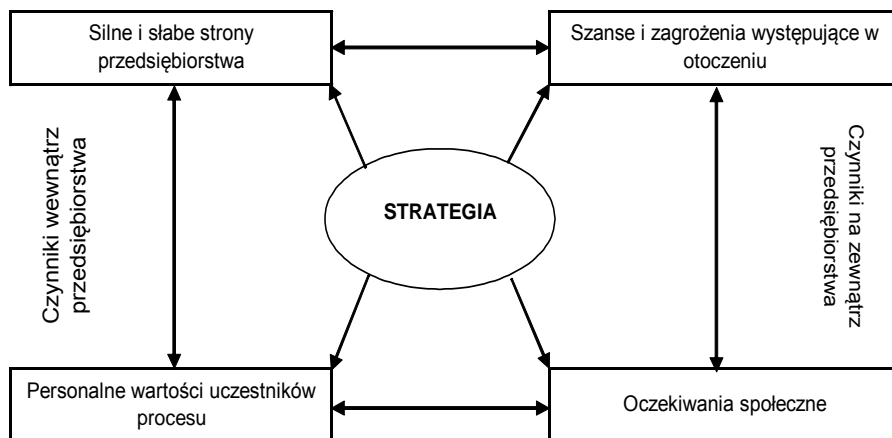 Silne i słabe strony
przedsiębiorstwa
Szanse i zagrożenia występujące w
otoczeniu
Czynniki wewnątrz
przedsiębiorstwa
STRATEGIA
Czynniki na zewnątrz
przedsiębiorstwa
Personalne wartości uczestników
procesu
Oczekiwania społeczne